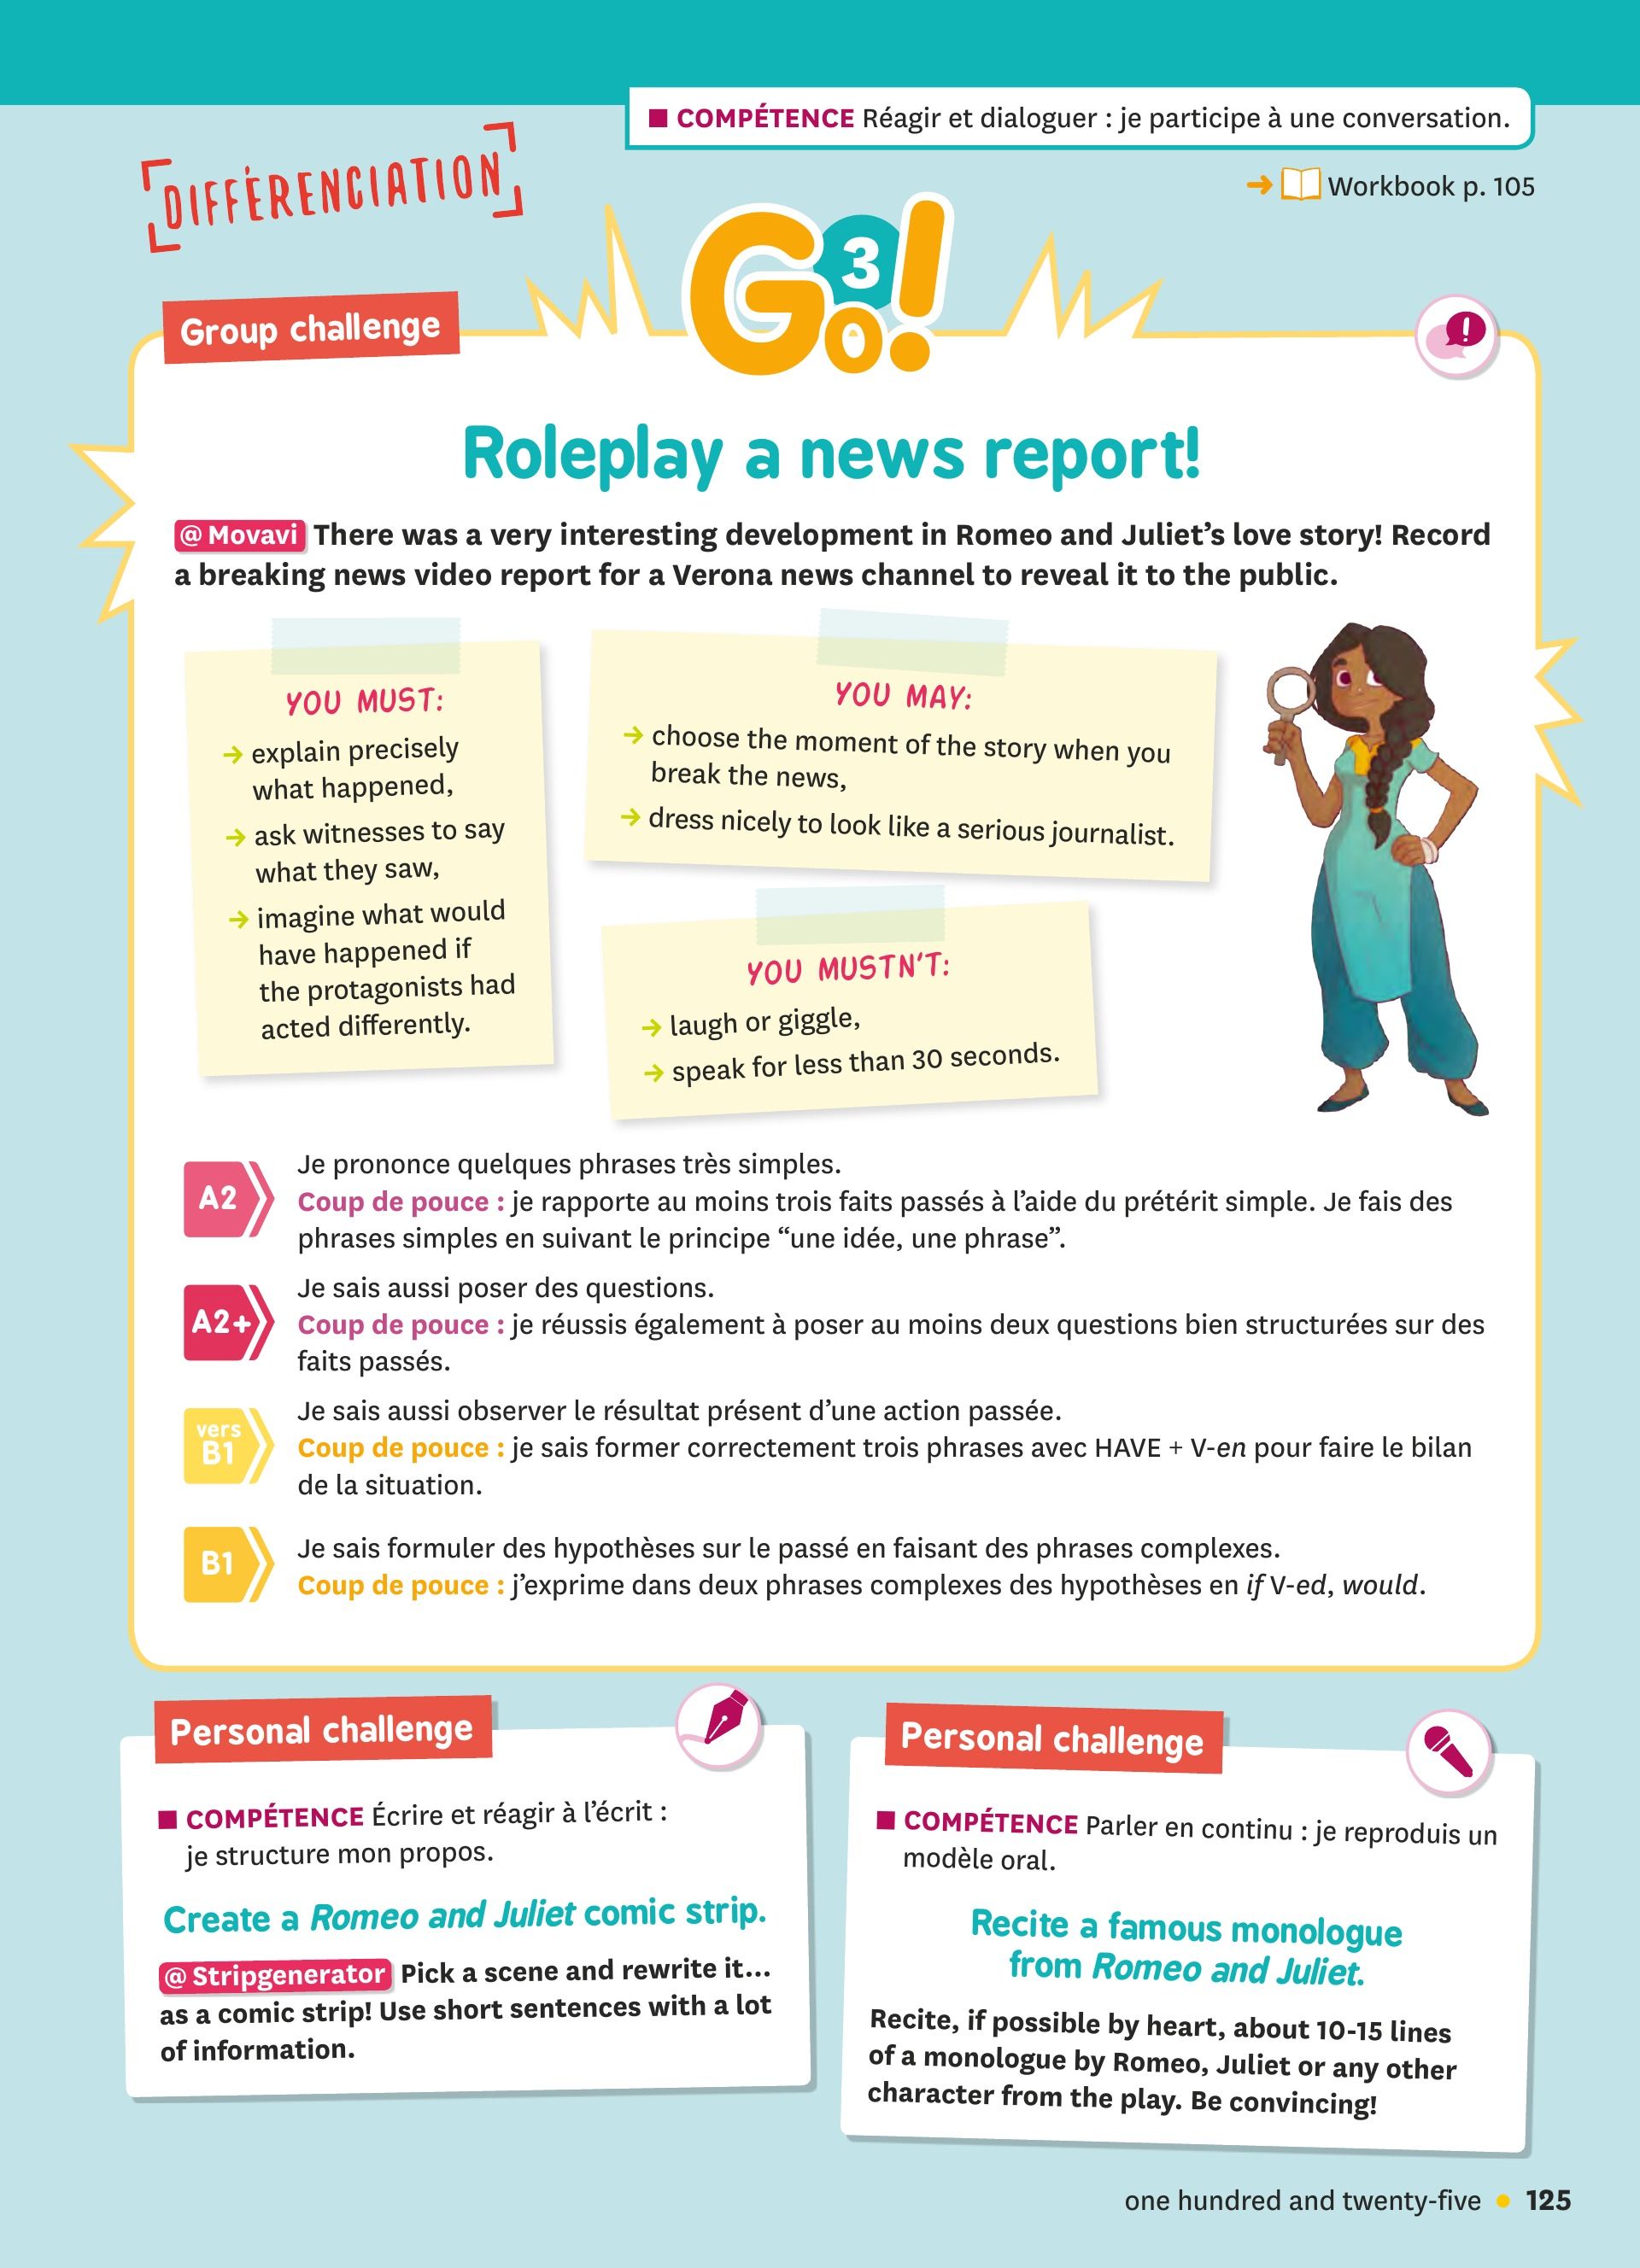 ■ COMPÉTENCE Réagir et dialoguer : je participe à une conversation.
DIFFÉRENCIATION
➔ Workbook p. 105
Go!
3
Group challenge
Roleplay a news report!
@ Movavi There was a very interesting development in Romeo and Juliet’s love story! Record
a breaking news video report for a Verona news channel to reveal it to the public.
YOU MUST:
→ explain precisely
what happened,
→ ask witnesses to say
what they saw,
→ imagine what would
have happened if
the protagonists had
acted differently.
YOU MAY:
→ choose the moment of the story when you
break the news,
→ dress nicely to look like a serious journalist.
YOU MUSTN’T:
→ laugh or giggle,
→ speak for less than 30 seconds.
A2
Je prononce quelques phrases très simples.
Coup de pouce : je rapporte au moins trois faits passés à l’aide du prétérit simple. Je fais des
phrases simples en suivant le principe “une idée, une phrase”.
A2+
Je sais aussi poser des questions.
Coup de pouce : je réussis également à poser au moins deux questions bien structurées sur des
faits passés.
vers
B1
Je sais aussi observer le résultat présent d’une action passée.
Coup de pouce : je sais former correctement trois phrases avec HAVE + V-en pour faire le bilan
de la situation.
B1
Je sais formuler des hypothèses sur le passé en faisant des phrases complexes.
Coup de pouce : j’exprime dans deux phrases complexes des hypothèses en if V-ed, would.
Personal challenge
■ COMPÉTENCE Écrire et réagir à l’écrit :
je structure mon propos.
Create a Romeo and Juliet comic strip.
@ Stripgenerator Pick a scene and rewrite it...
as a comic strip! Use short sentences with a lot
of information.
Personal challenge
■ COMPÉTENCE Parler en continu : je reproduis un
modèle oral.
Recite a famous monologue
from Romeo and Juliet.
Recite, if possible by heart, about 10-15 lines
of a monologue by Romeo, Juliet or any other
character from the play. Be convincing!
one hundred and twenty-five • 125